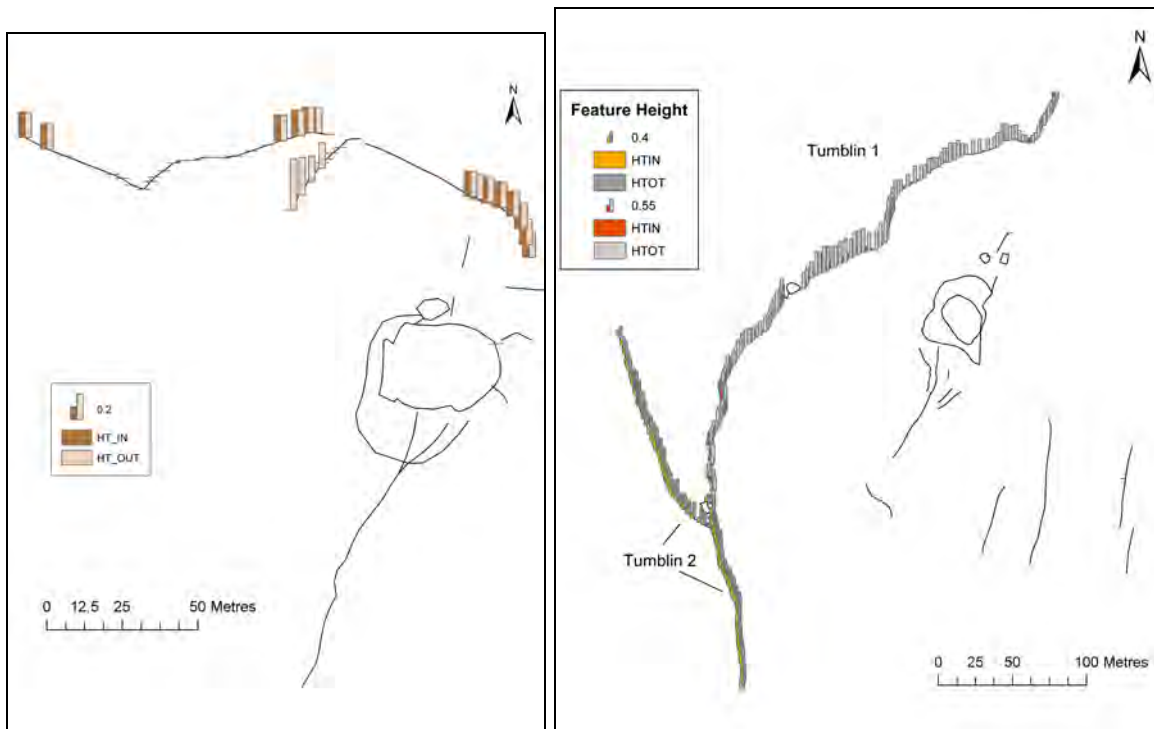 N
0.2
HT_IN
HT_OUT
0 12.5 25 50 Metres
N
Feature Height
0.4
HTIN
HTOT
0.55
HTIN
HTOT
Tumblin 1
Tumblin 2
0 25 50 100 Metres